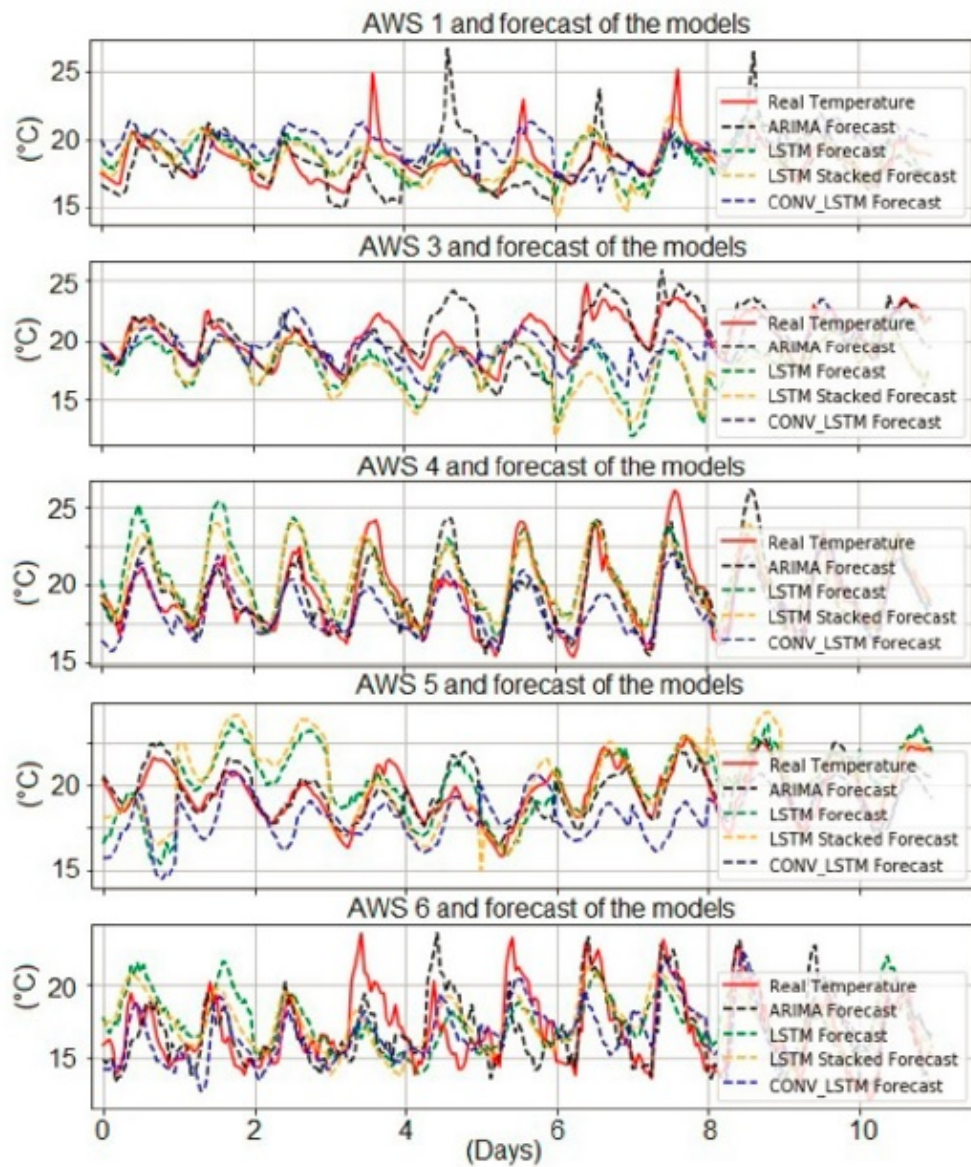 AWS 1 and forecast of the models
25
20
15
(°C)
Real Temperature
ARIMA Forecast
LSTM Forecast
LSTM Stacked Forecast
CONV_LSTM Forecast
AWS 3 and forecast of the models
25
20
15
(°C)
Real Temperature
ARIMA Forecast
LSTM Forecast
LSTM Stacked Forecast
CONV_LSTM Forecast
AWS 4 and forecast of the models
25
20
15
(°C)
Real Temperature
ARIMA Forecast
LSTM Forecast
LSTM Stacked Forecast
CONV_LSTM Forecast
AWS 5 and forecast of the models
20
15
(°C)
Real Temperature
ARIMA Forecast
LSTM Forecast
LSTM Stacked Forecast
CONV_LSTM Forecast
AWS 6 and forecast of the models
20
15
(°C)
Real Temperature
ARIMA Forecast
LSTM Forecast
LSTM Stacked Forecast
CONV_LSTM Forecast
0 2 4 6 8 10
(Days)